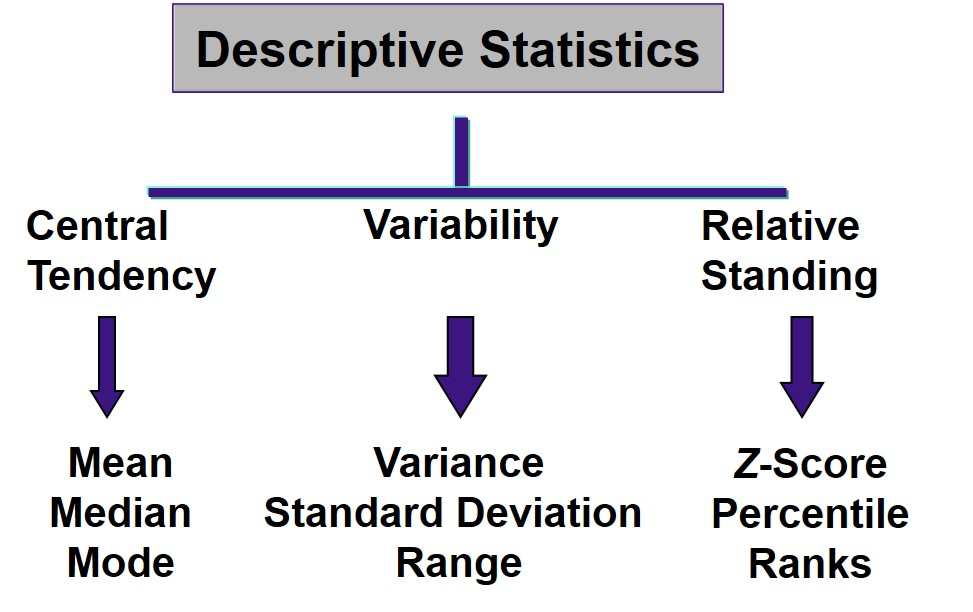 Descriptive Statistics
Central
Tendency
Variability
Relative
Standing
Mean
Median
Mode
Variance
Standard Deviation
Range
Z-Score
Percentile
Ranks